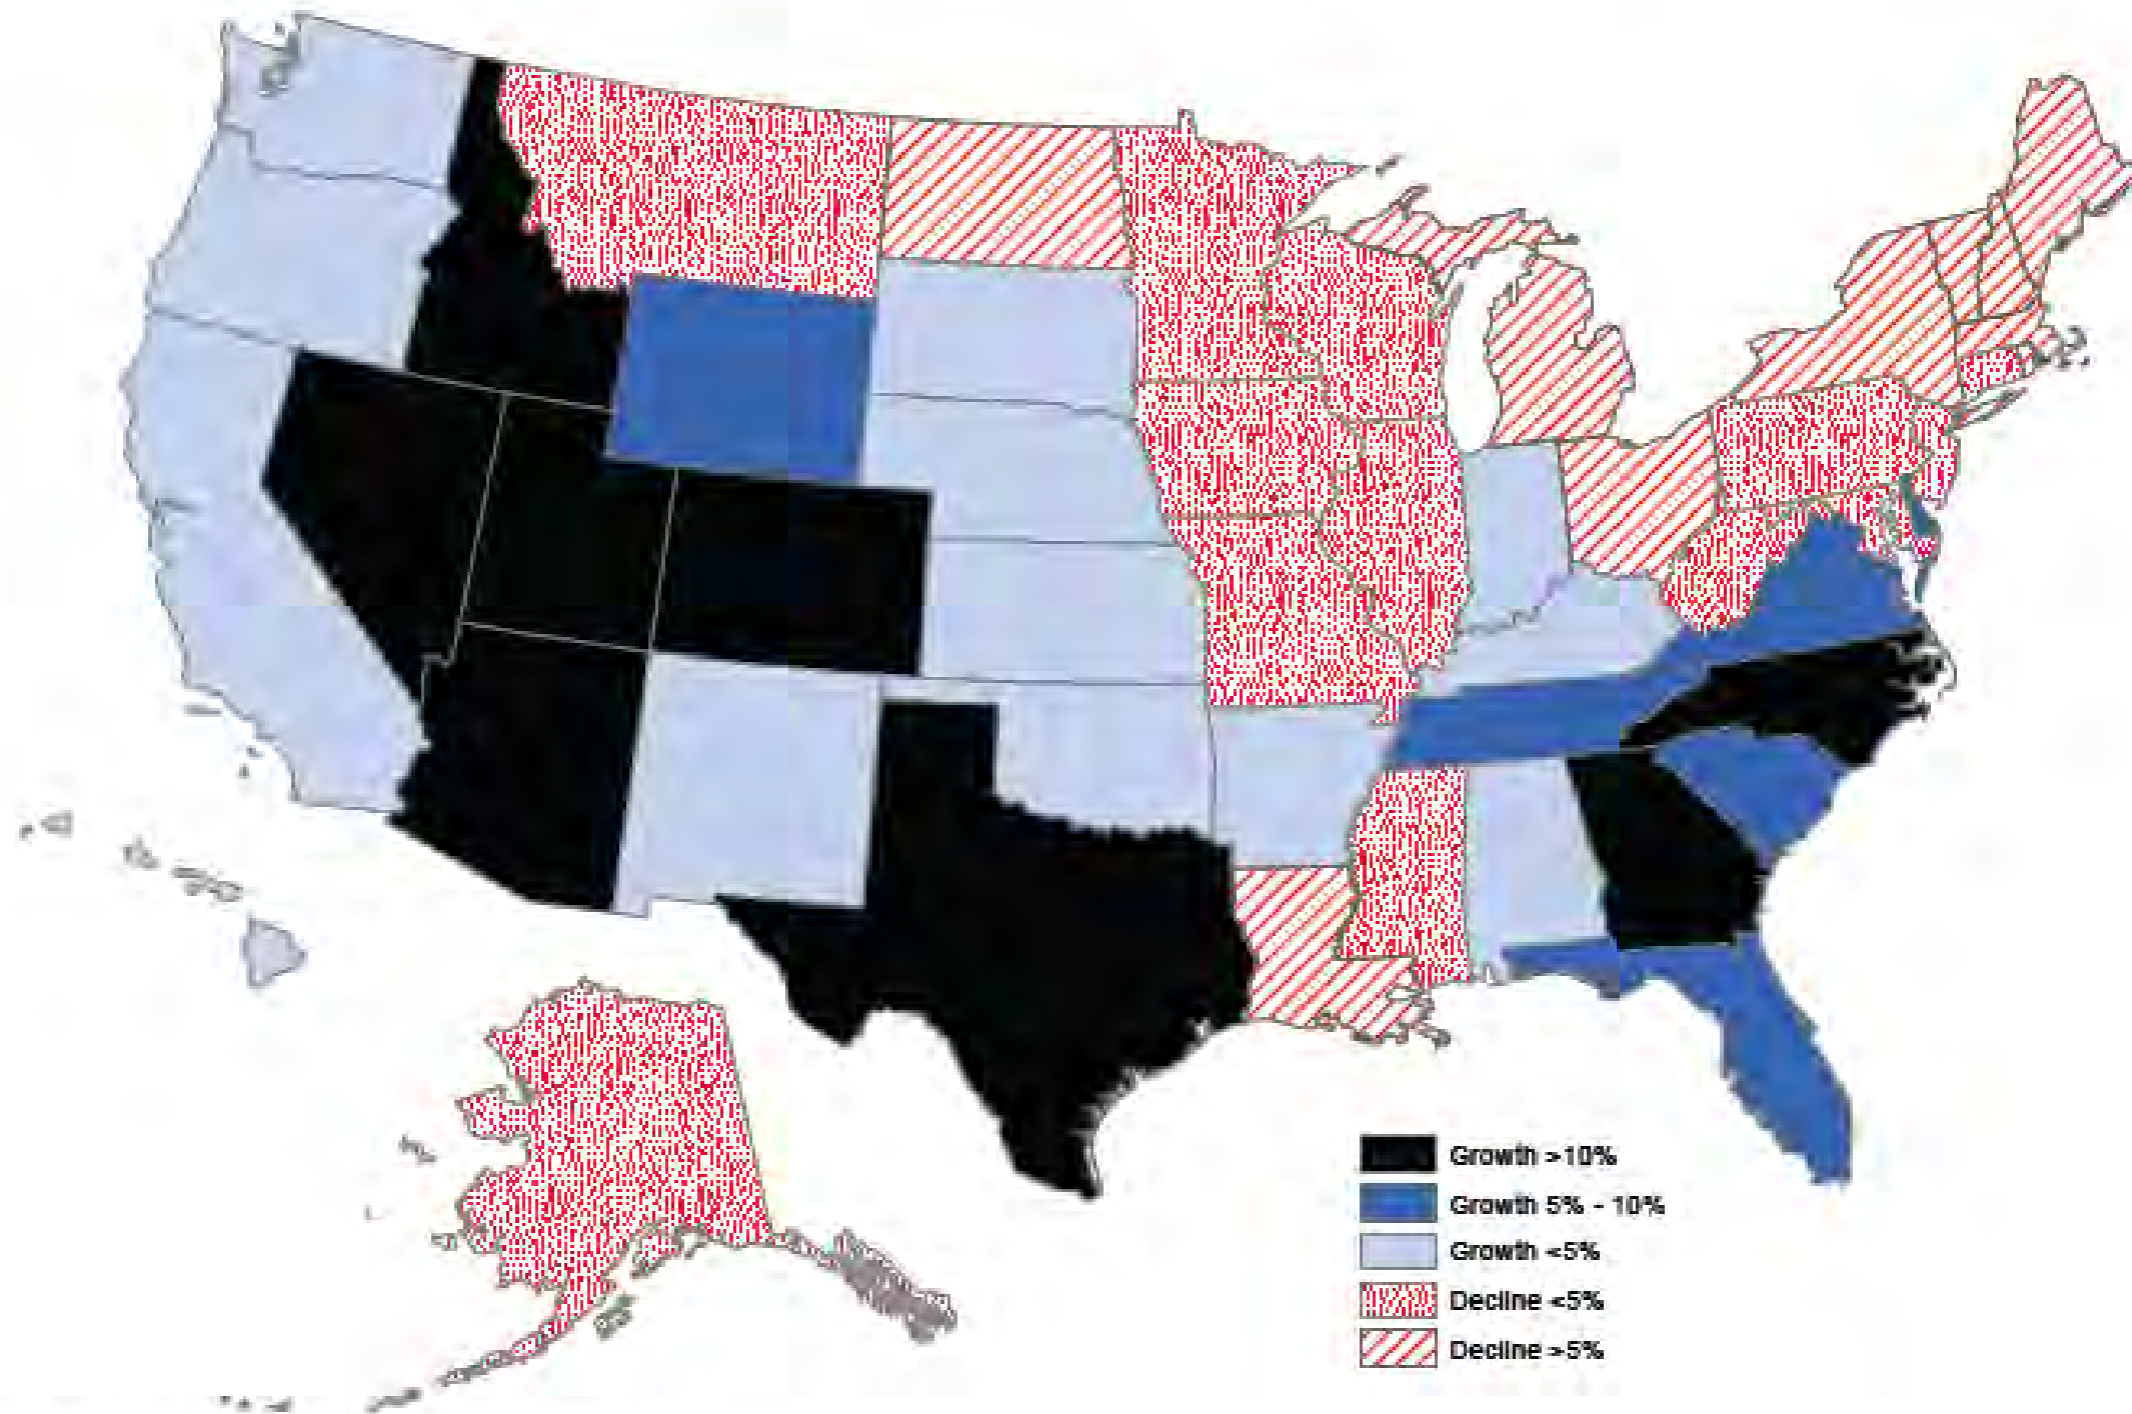 Growth >10%
Growth 5% - 10%
Growth <5%
Decline <5%
Decline >5%